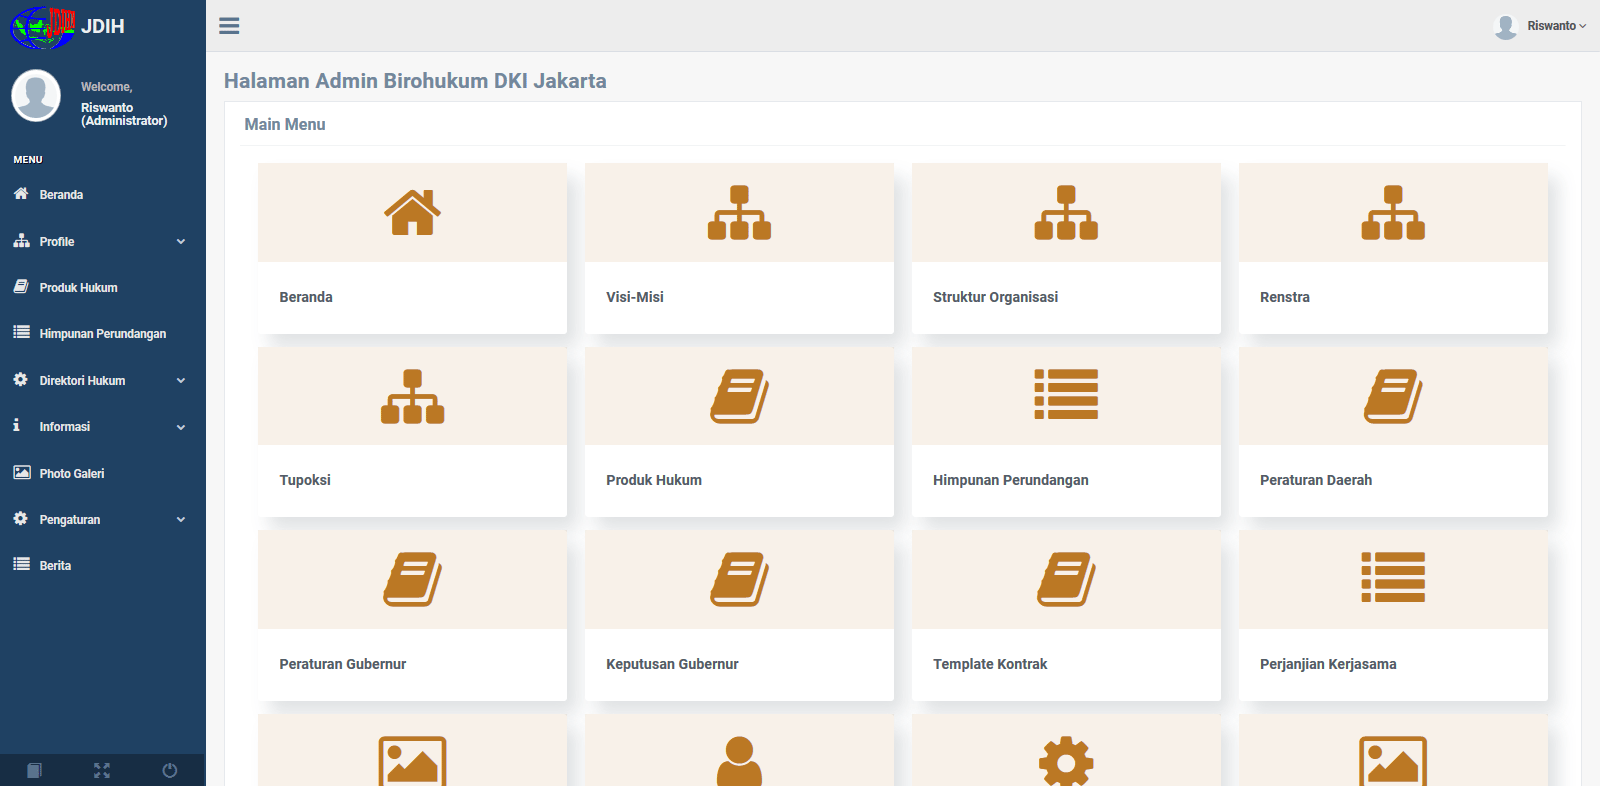 JDIH
Riswanto
Welcome,
Riswanto
(Administrator)
MENU
Beranda
Profile
Produk Hukum
Himpunan Perundangan
Direktori Hukum
Informasi
Photo Galeri
Pengaturan
Berita
Halaman Admin Birohukum DKI Jakarta
Main Menu
Beranda
Visi-Misi
Struktur Organisasi
Renstra
Tupoksi
Produk Hukum
Himpunan Perundangan
Peraturan Daerah
Peraturan Gubernur
Keputusan Gubernur
Template Kontrak
Perjanjian Kerjasama